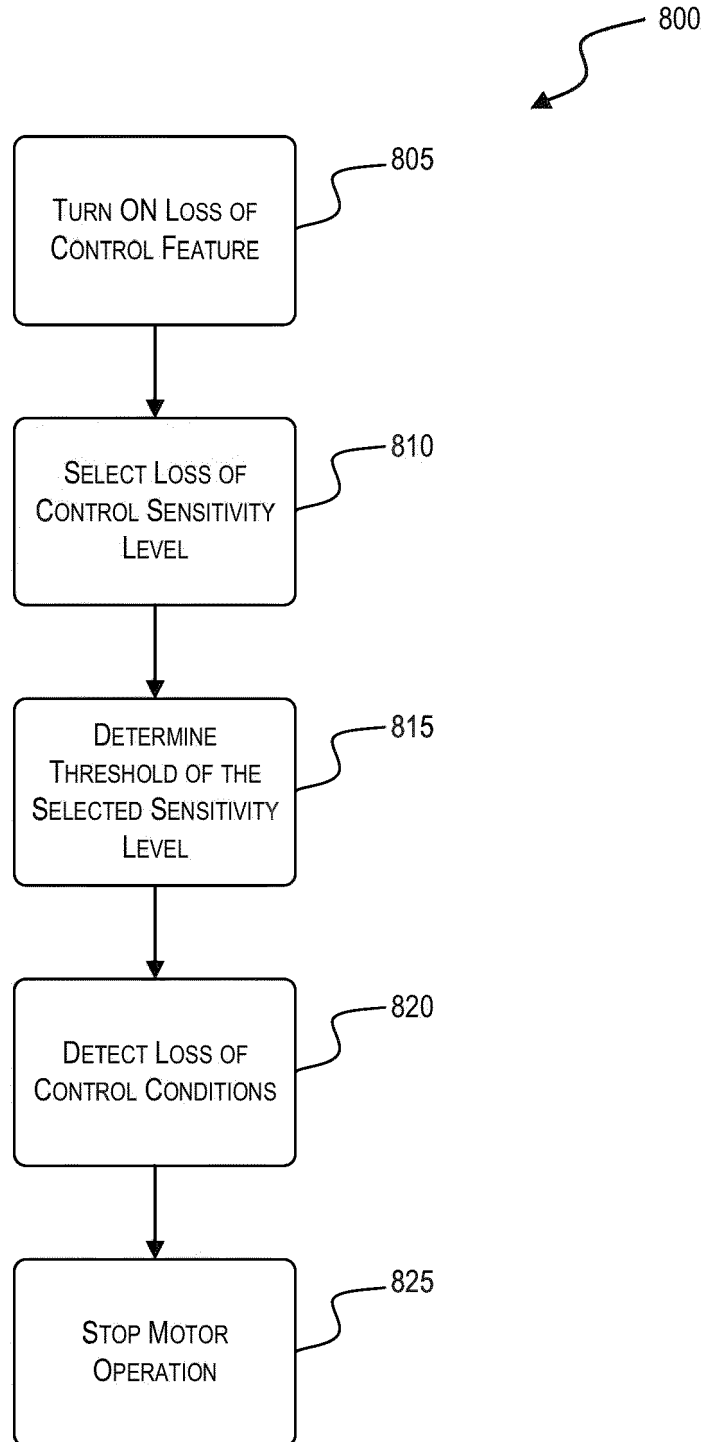 800
TURN ON LOSS OF
CONTROL FEATURE
805
SELECT LOSS OF
CONTROL SENSITIVITY
LEVEL
810
DETERMINE
THRESHOLD OF THE
SELECTED SENSITIVITY
LEVEL
815
DETECT LOSS OF
CONTROL CONDITIONS
820
STOP MOTOR
OPERATION
825